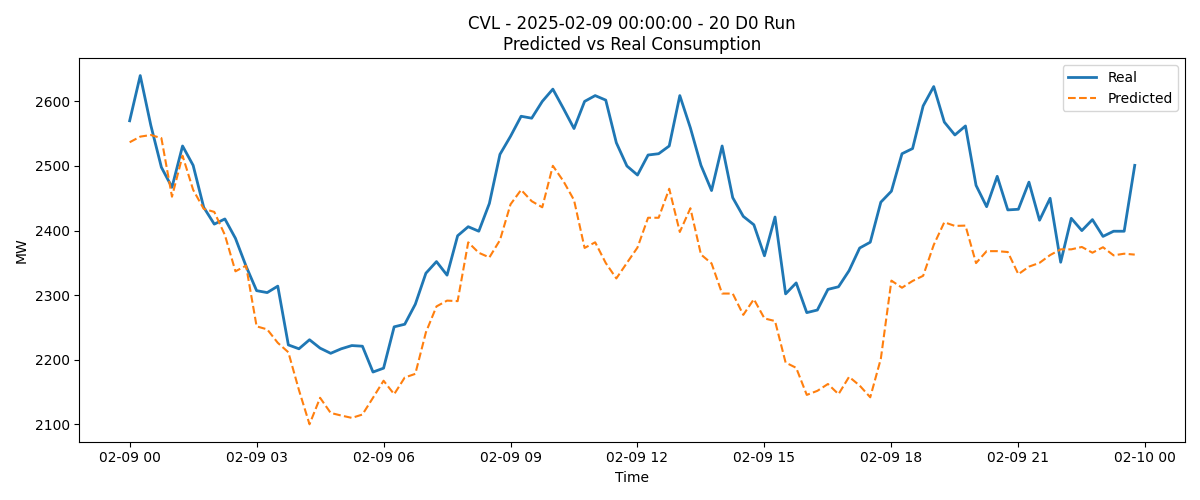 CVL - 2025-02-09 00:00:00 - 20 D0 Run
Predicted vs Real Consumption
Real
Predicted
MW
2600
2500
2400
2300
2200
2100
02-09 00
02-09 03
02-09 06
02-09 09
02-09 12
02-09 15
02-09 18
02-09 21
02-10 00
Time